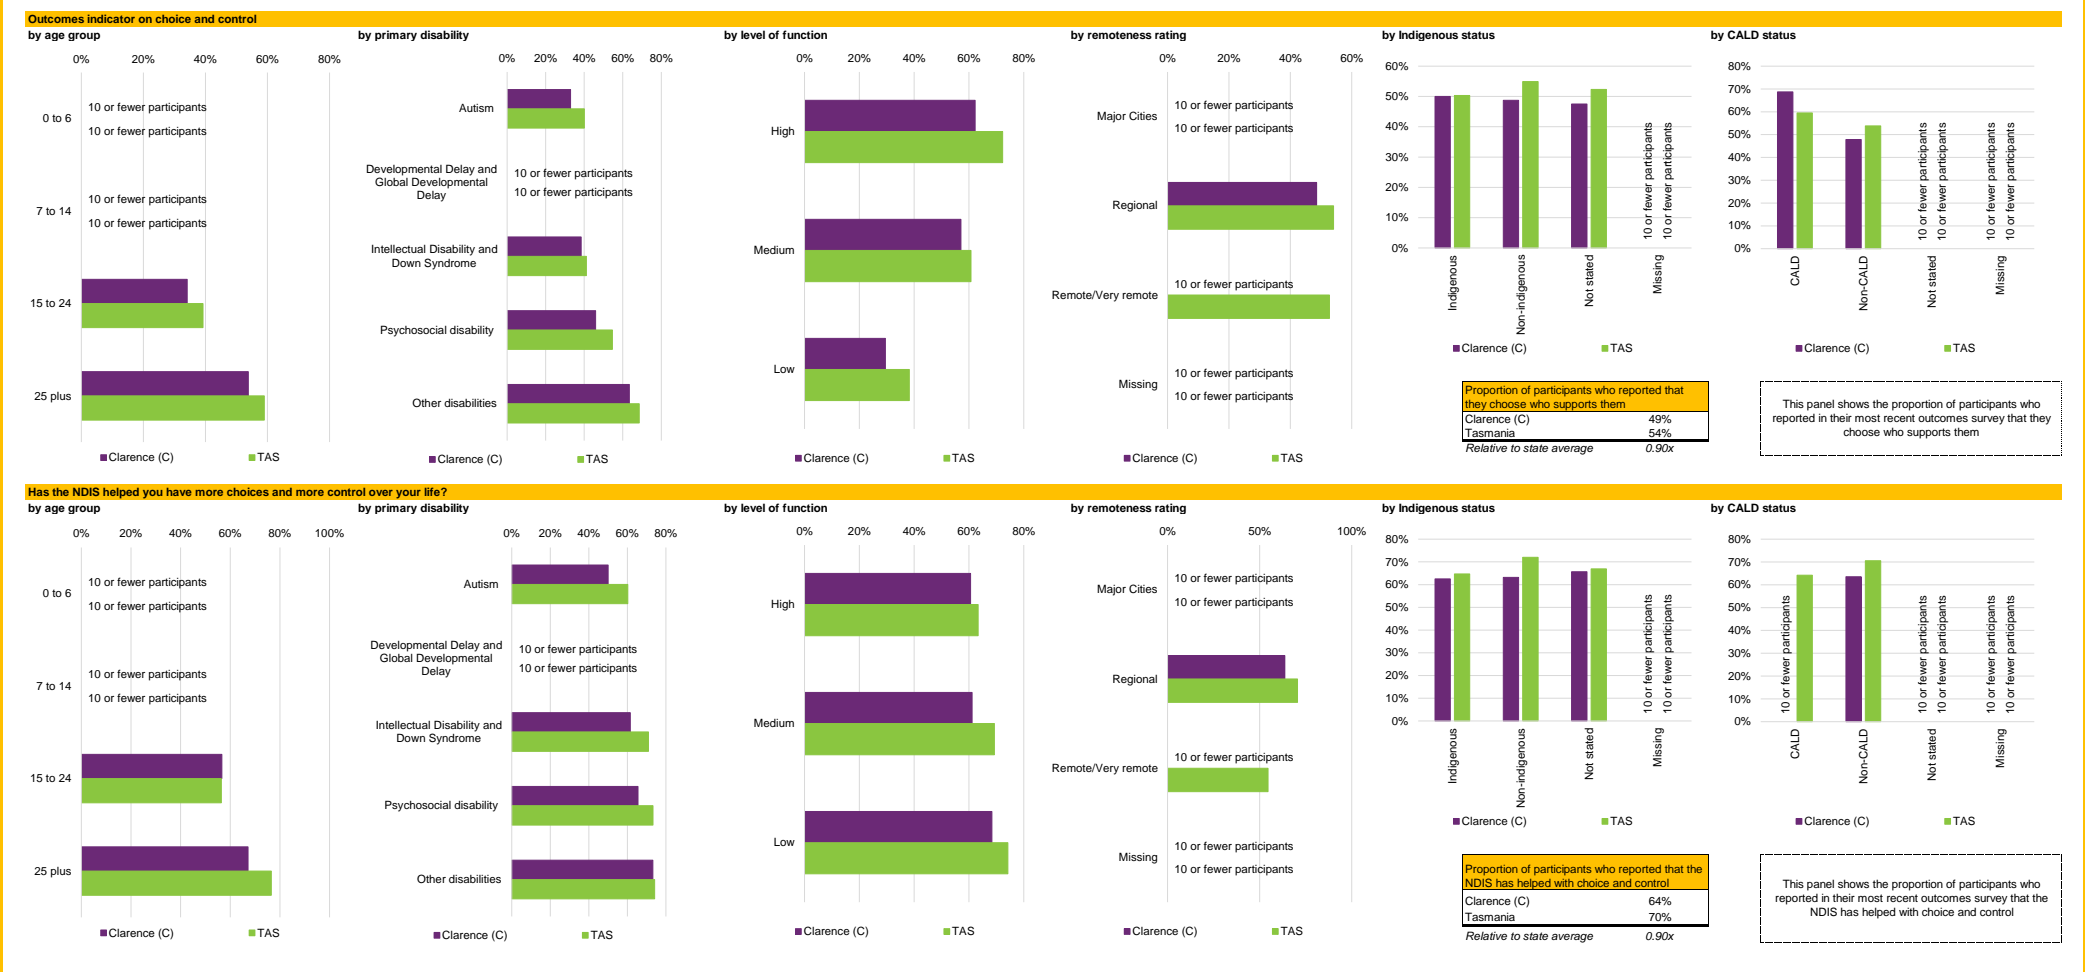 Outcomes indicator on choice and control
by age group
0% 20% 40% 60% 80%
0 to 6
10 or fewer participants
10 or fewer participants
7 to 14
10 or fewer participants
10 or fewer participants
15 to 24
25 plus
Clarence (C) TAS
by primary disability
0% 20% 40% 60% 80%
Autism
Developmental Delay and
Global Developmental
Delay
10 or fewer participants
10 or fewer participants
Intellectual Disability and
Down Syndrome
Psychosocial disability
Other disabilities
Clarence (C) TAS
by level of function
0% 20% 40% 60% 80%
High
Medium
Low
Clarence (C) TAS
by remoteness rating
0% 20% 40% 60%
Major Cities
10 or fewer participants
10 or fewer participants
Regional
Remote/Very remote
10 or fewer participants
Missing
10 or fewer participants
10 or fewer participants
Clarence (C) TAS
by Indigenous status
60%
50%
40%
30%
20%
10%
0%
10 or fewer participants
10 or fewer participants
Indigenous
Non-indigenous
Not stated
Missing
Clarence (C) TAS
by CALD status
80%
70%
60%
50%
40%
30%
20%
10%
0%
10 or fewer participants
10 or fewer participants
10 or fewer participants
10 or fewer participants
CALD
Non-CALD
Not stated
Missing
Clarence (C) TAS
Proportion of participants who reported that
they choose who supports them
Clarence (C) 49%
Tasmania 54%
Relative to state average 0.90x
This panel shows the proportion of participants who
reported in their most recent outcomes survey that they
choose who supports them
Has the NDIS helped you have more choices and more control over your life?
by age group
0% 20% 40% 60% 80% 100%
0 to 6
10 or fewer participants
10 or fewer participants
7 to 14
10 or fewer participants
10 or fewer participants
15 to 24
25 plus
Clarence (C) TAS
by primary disability
0% 20% 40% 60% 80%
Autism
Developmental Delay and
Global Developmental
Delay
10 or fewer participants
10 or fewer participants
Intellectual Disability and
Down Syndrome
Psychosocial disability
Other disabilities
Clarence (C) TAS
by level of function
0% 20% 40% 60% 80%
High
Medium
Low
Clarence (C) TAS
by remoteness rating
0% 50% 100%
Major Cities
10 or fewer participants
10 or fewer participants
Regional
Remote/Very remote
10 or fewer participants
Missing
10 or fewer participants
10 or fewer participants
Clarence (C) TAS
by Indigenous status
80%
70%
60%
50%
40%
30%
20%
10%
0%
10 or fewer participants
10 or fewer participants
Indigenous
Non-indigenous
Not stated
Missing
Clarence (C) TAS
by CALD status
80%
70%
60%
50%
40%
30%
20%
10%
0%
10 or fewer participants
10 or fewer participants
10 or fewer participants
10 or fewer participants
10 or fewer participants
CALD
Non-CALD
Not stated
Missing
Clarence (C) TAS
Proportion of participants who reported that the
NDIS has helped with choice and control
Clarence (C) 64%
Tasmania 70%
Relative to state average 0.90x
This panel shows the proportion of participants who
reported in their most recent outcomes survey that the
NDIS has helped with choice and control